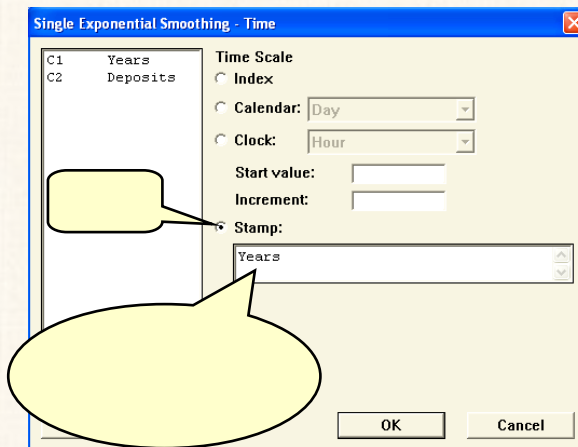 Single Exponential Smoothing - Time
C1 Years
C2 Deposits
Time Scale
Index
Calendar: Day
Clock: Hour
Start value:
Increment:
Stamp:
Years
OK
Cancel